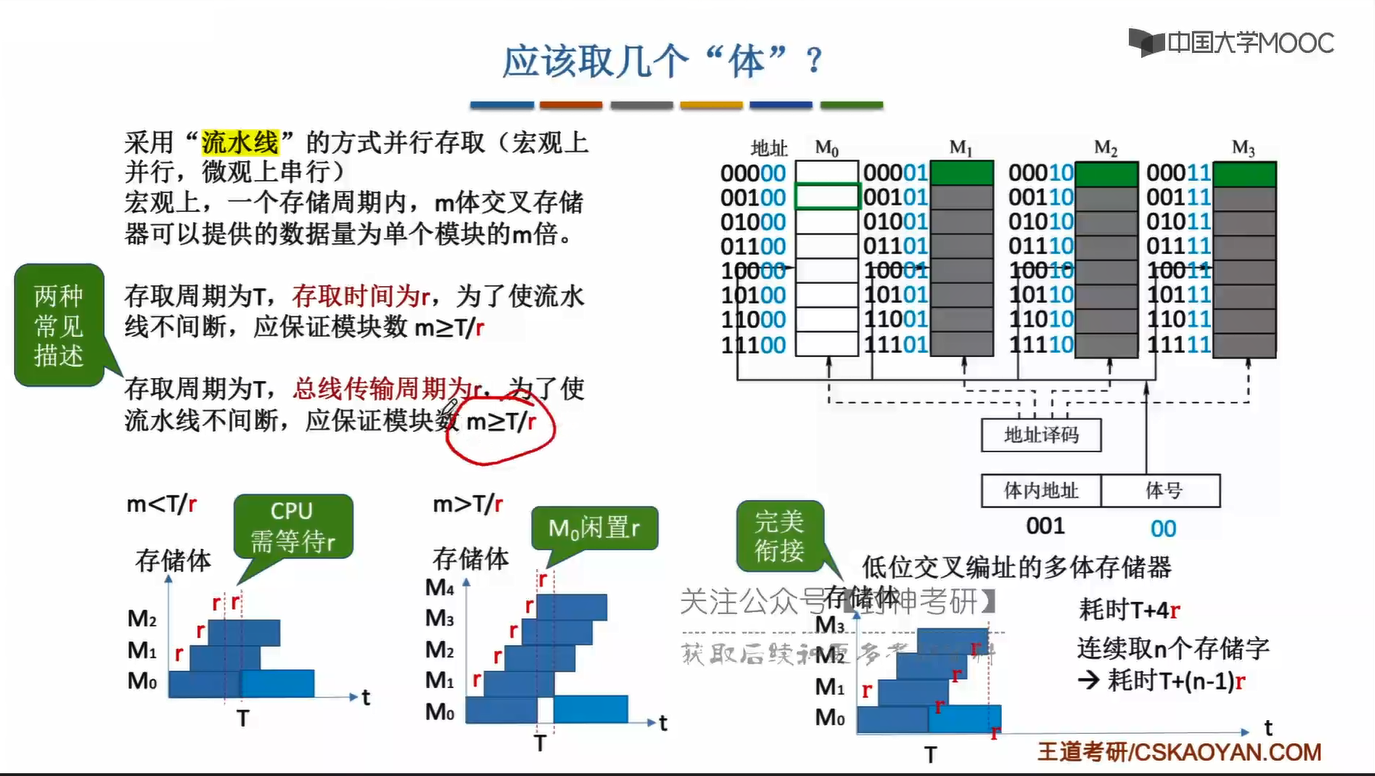 中国大学MOOC
应该取几个“体”？
采用“流水线”的方式并行存取（宏观上
并行，微观上串行）
宏观上，一个存储周期内，m体交叉存储
器可以提供的数据量为单个模块的m倍。
两种
常见
描述
存取周期为T，存取时间为r，为了使流水
线不间断，应保证模块数 m≥T/r
存取周期为T，总线传输周期为r，为了使
流水线不间断，应保证模块数 m≥T/r
地址 M0 M1 M2 M3
00000 00001 00010 00011
00100 00101 00110 00111
01000 01001 01010 01011
01100 01101 01110 01111
10000 10001 10010 10011
10100 10101 10110 10111
11000 11001 11010 11011
11100 11101 11110 11111
地址译码
体内地址 体号
001 00
低位交叉编址的多体存储器
m<T/r
CPU
需等待r
存储体
r r
M2
r
M1
r
M0
t
T
m>T/r
M0闲置r
存储体
r
M4
r
M3
r
M2
r
M1
r
M0
t
T
完美
衔接
存储体
M3
r
M2
r
M1
r
r
M0
r
t
T
耗时T+4r
连续取n个存储字
→ 耗时T+(n-1)r
关注公众号【
考研】
获取后续
王道考研/CSKAOYAN.COM